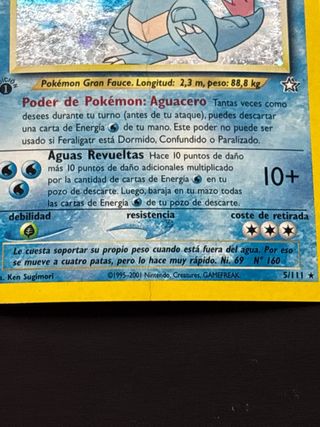 ICIÓN
1
Pokémon Gran Fauce. Longitud: 2,3 m, peso: 88,8 kg
Poder de Pokémon: Aguacero Tantas veces como
desees durante tu turno (antes de tu ataque), puedes descartar
una carta de Energía de tu mano. Este poder no puede ser
usado si Feraligatr está Dormido, Confundido o Paralizado.
Aguas Revueltas Hace 10 puntos de daño
más 10 puntos de daño adicionales multiplicado
por la cantidad de cartas de Energía en tu
pozo de descarte. Luego, baraja en tu mazo todas
las cartas de Energía de tu pozo de descarte.
10+
debilidad resistencia coste de retirada
Le cuesta soportar su propio peso cuando está fuera del agua. Por eso
se mueve a cuatro patas, pero lo hace muy rápido. Ni. 69 Nº 160
s. Ken Sugimori ©1995-2001 Nintendo, Creatures, GAMEFREAK. 5/111 ★